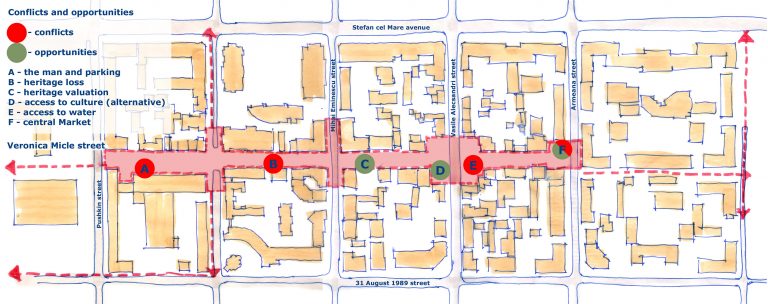 Conflicts and opportunities
- conflicts
- opportunities
A - the man and parking
B - heritage loss
C - heritage valuation
D - access to culture (alternative)
E - access to water
F - central Market
Veronica Micle street
Stefan cel Mare avenue
Pushkin street
Mihai Eminescu street
Vasile Alecsandri street
Armeana street
A
B
C
D
E
F
31 August 1989 street